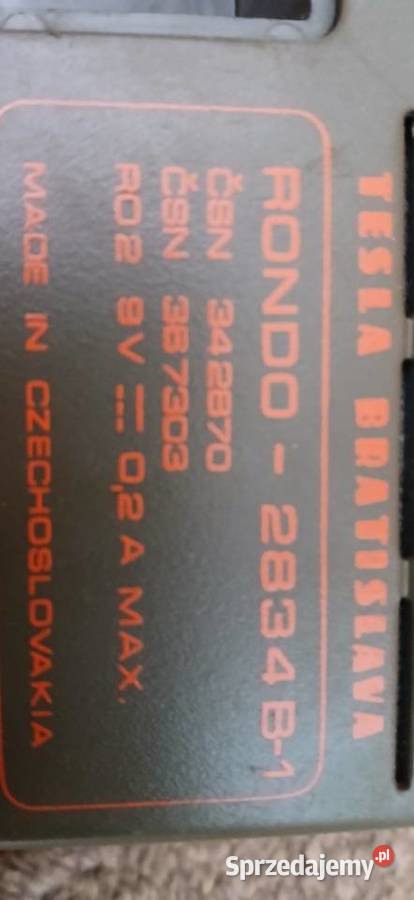 TESLA BRATISLAVA
RONDO - 2834 B-1
ČSN 342870
ČSN 367303
RO2 9V ⎓ 0,2 A MAX.
MADE IN CZECHOSLOVAKIA
Sprzedajemy.pl